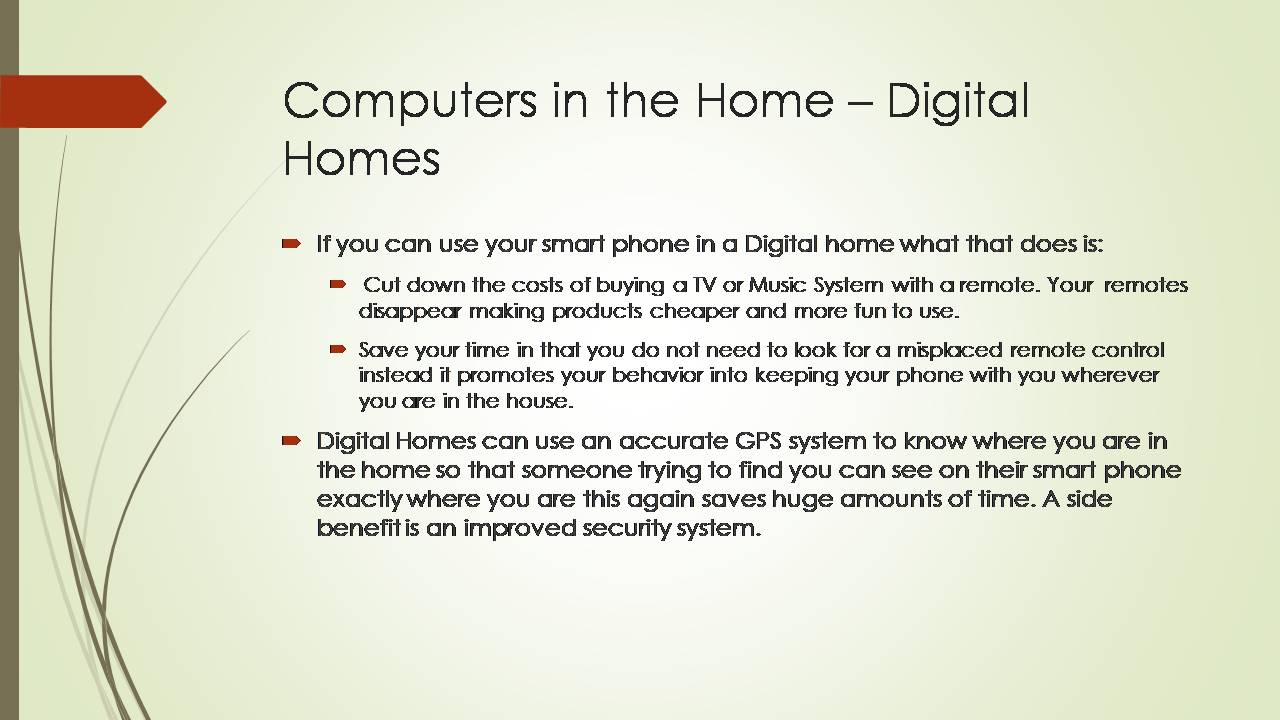 Computers in the Home – Digital
Homes
If you can use your smart phone in a Digital home what that does is:
Cut down the costs of buying a TV or Music System with a remote. Your remotes
disappear making products cheaper and more fun to use.
Save your time in that you do not need to look for a misplaced remote control
instead it promotes your behavior into keeping your phone with you wherever
you are in the house.
Digital Homes can use an accurate GPS system to know where you are in
the home so that someone trying to find you can see on their smart phone
exactly where you are this again saves huge amounts of time. A side
benefit is an improved security system.